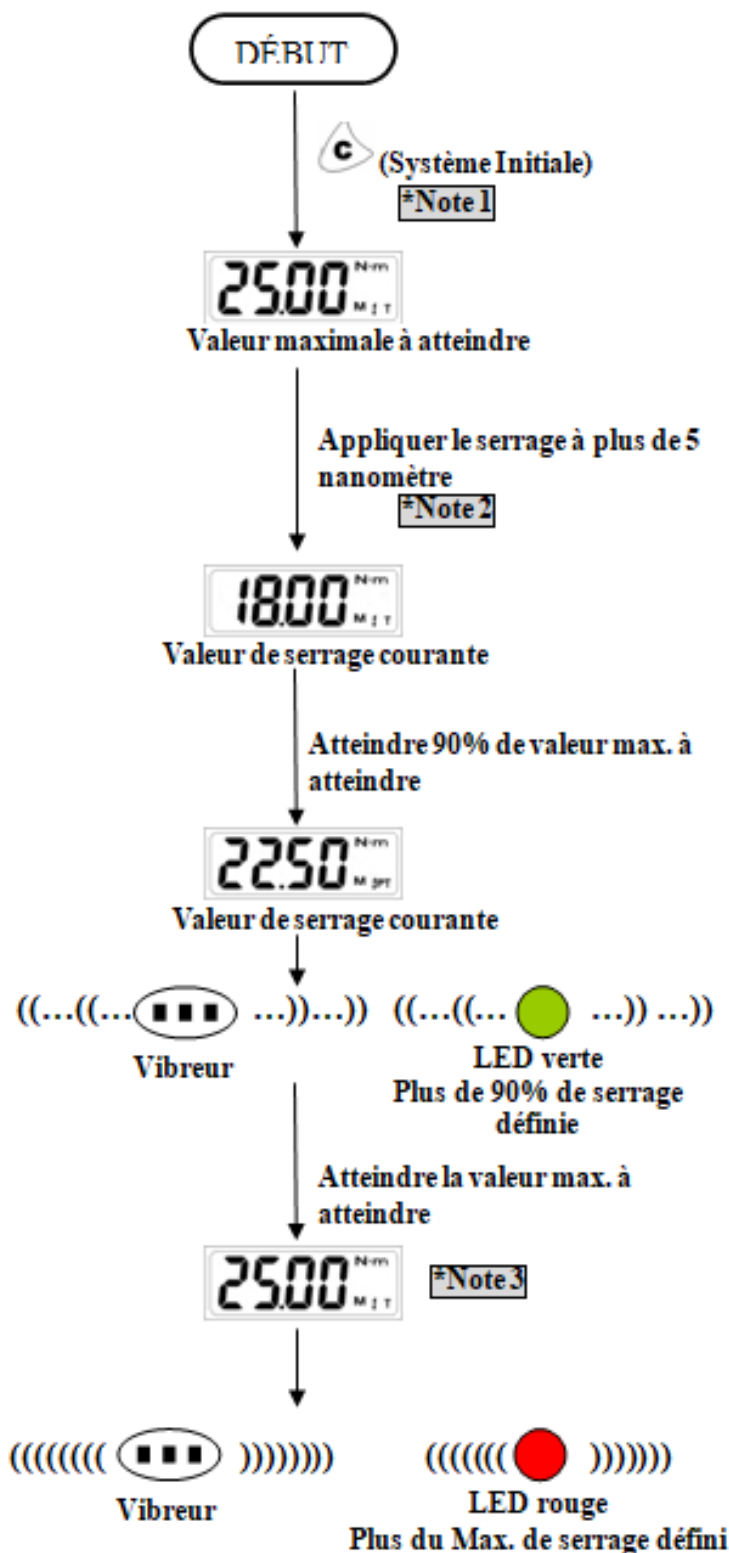 DÉBUT
C (Système Initiale)
*Note 1
25.00 N·m
Valeur maximale à atteindre
Appliquer le serrage à plus de 5
nanomètre
*Note 2
18.00 N·m
Valeur de serrage courante
Atteindre 90% de valeur max. à
atteindre
22.50 N·m
Valeur de serrage courante
((...((... ...))...)) ((...((... ...)) ...))
Vibreur
LED verte
Plus de 90% de serrage
définie
Atteindre la valeur max. à
atteindre
25.00 N·m *Note 3
(((((((( )))))))) ((((((( )))))))
Vibreur
LED rouge
Plus du Max. de serrage défini